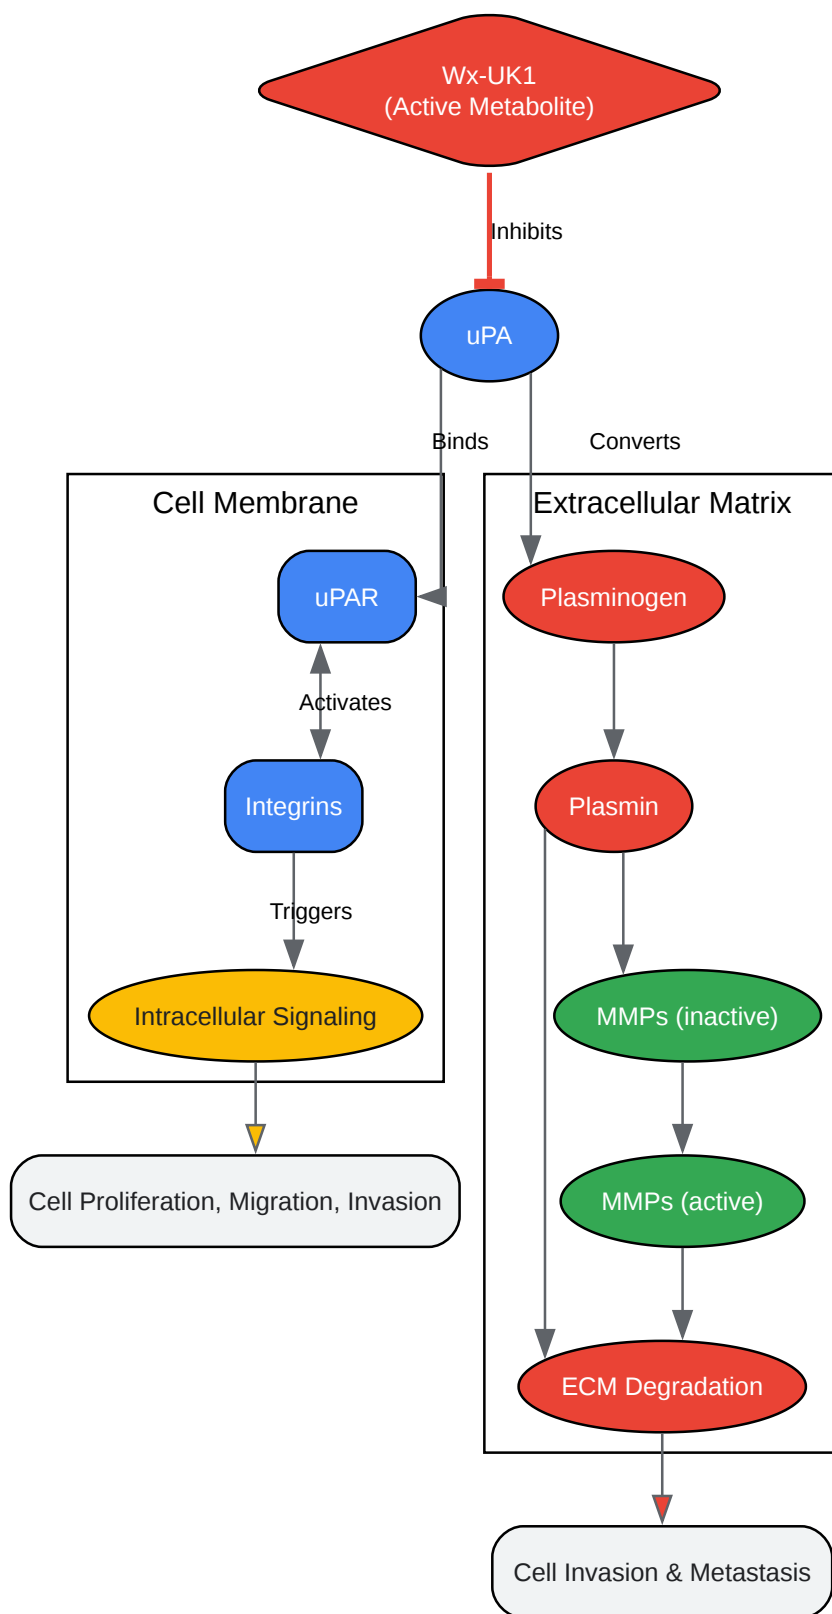 Wx-UK1
(Active Metabolite)
Inhibits
uPA
Binds
Converts
Cell Membrane
Extracellular Matrix
uPAR
Plasminogen
Activates
Integrins
Plasmin
Triggers
Intracellular Signaling
MMPs (inactive)
Cell Proliferation, Migration, Invasion
MMPs (active)
ECM Degradation
Cell Invasion & Metastasis